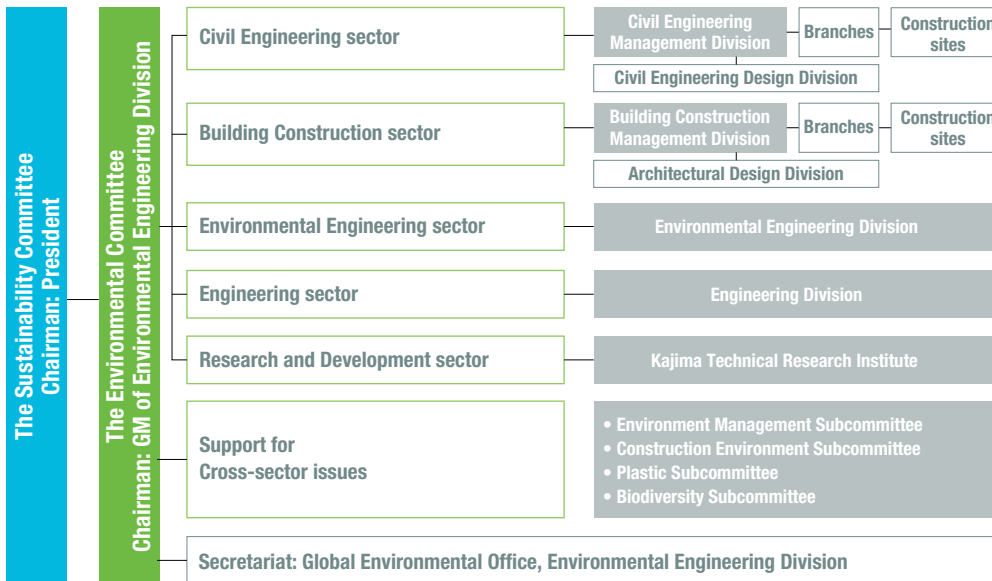 The Sustainability Committee
Chairman: President
The Environmental Committee
Chairman: GM of Environmental Engineering Division
Civil Engineering sector
Civil Engineering
Management Division
Branches
Construction
sites
Civil Engineering Design Division
Building Construction sector
Building Construction
Management Division
Branches
Construction
sites
Architectural Design Division
Environmental Engineering sector
Environmental Engineering Division
Engineering sector
Engineering Division
Research and Development sector
Kajima Technical Research Institute
Support for
Cross-sector issues
• Environment Management Subcommittee
• Construction Environment Subcommittee
• Plastic Subcommittee
• Biodiversity Subcommittee
Secretariat: Global Environmental Office, Environmental Engineering Division